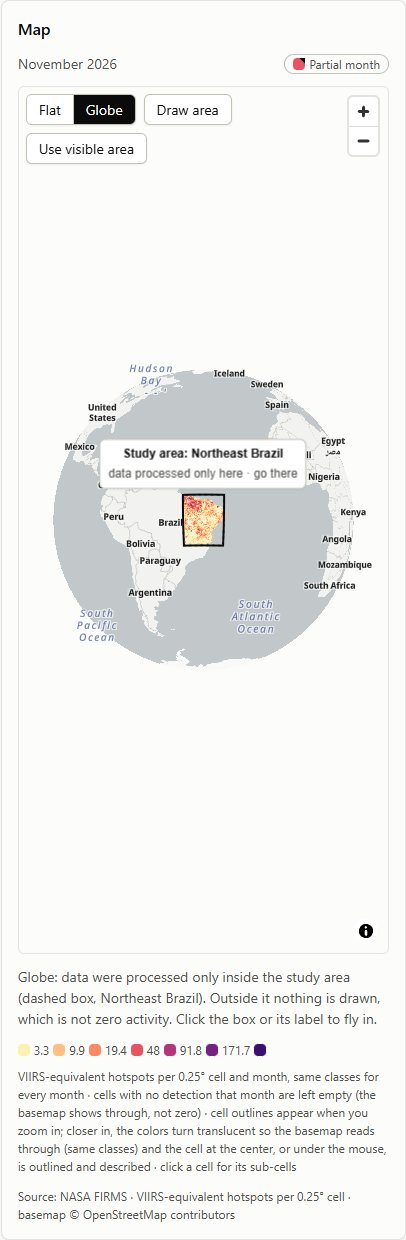 Map
November 2026
Partial month
Flat
Globe
Draw area
+
Use visible area
−
Hudson
Bay
Iceland
Sweden
United
States
Spain
Mexico
Egypt
مصر
Study area: Northeast Brazil
data processed only here · go there
Nigeria
Peru
Brazil
Kenya
Bolivia
Angola
Paraguay
Mozambique
Argentina
South Africa
South
Pacific
Ocean
South
Atlantic
Ocean
Globe: data were processed only inside the study area
(dashed box, Northeast Brazil). Outside it nothing is drawn,
which is not zero activity. Click the box or its label to fly in.
3.3 9.9 19.4 48 91.8 171.7
VIIRS-equivalent hotspots per 0.25° cell and month, same classes for
every month · cells with no detection that month are left empty (the
basemap shows through, not zero) · cell outlines appear when you
zoom in; closer in, the colors turn translucent so the basemap reads
through (same classes) and the cell at the center, or under the mouse,
is outlined and described · click a cell for its sub-cells
Source: NASA FIRMS · VIIRS-equivalent hotspots per 0.25° cell ·
basemap © OpenStreetMap contributors